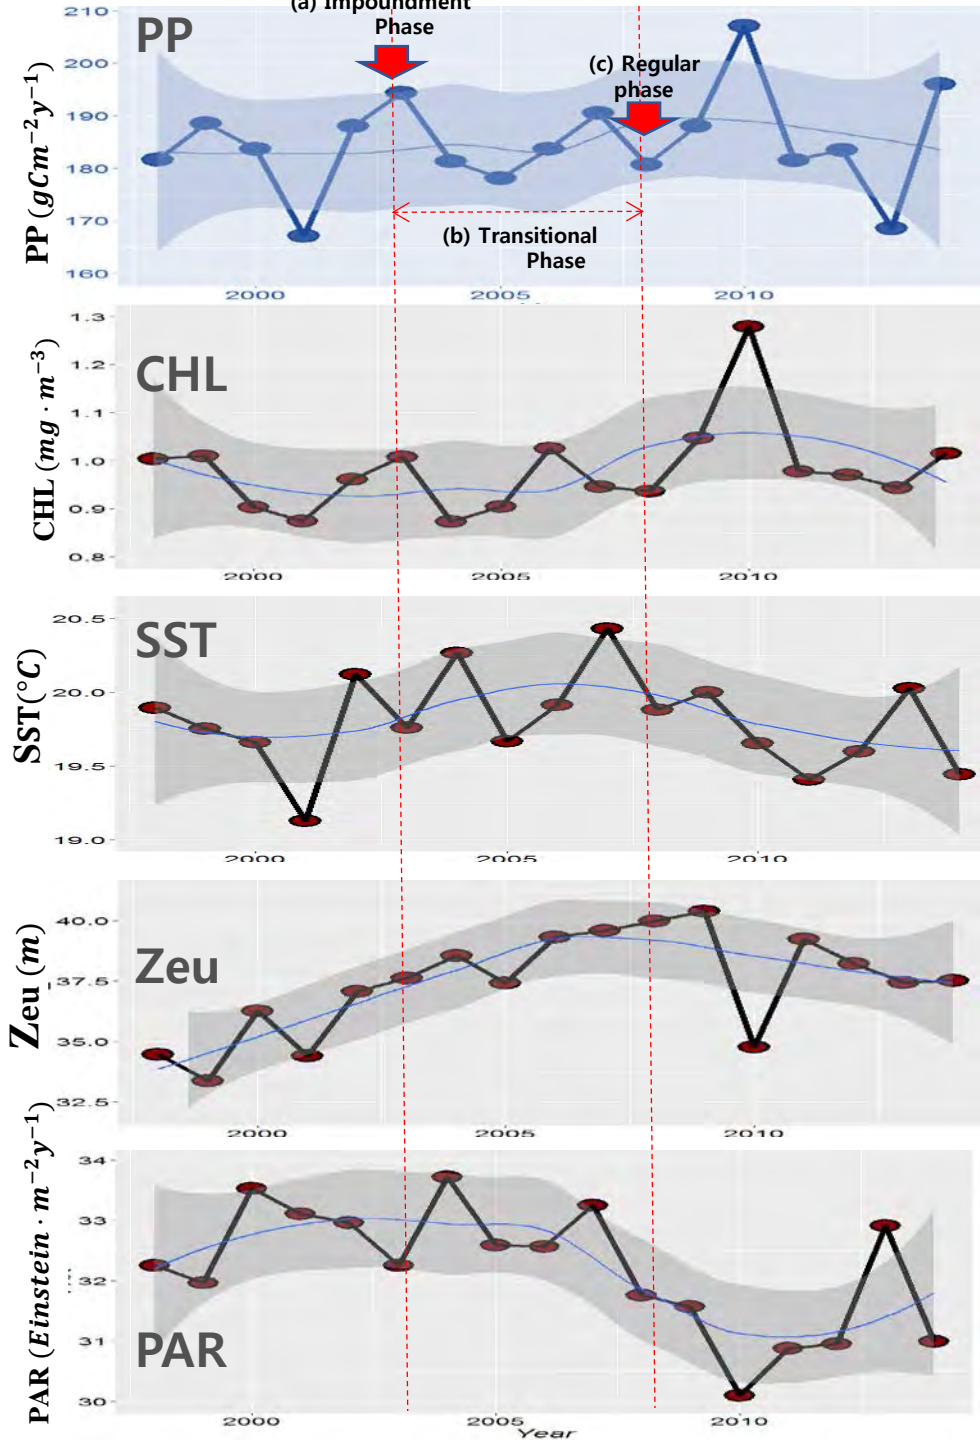 (a) Impoundment
Phase
PP
(c) Regular
phase
(b) Transitional
Phase
PP (gCm⁻²y⁻¹)
210
200
190
180
170
160
2000 2005 2010
CHL
CHL (mg · m⁻³)
1.3
1.2
1.1
1.0
0.9
0.8
2000 2005 2010
SST
SST(°C)
20.5
20.0
19.5
19.0
2000 2005 2010
Zeu
Zeu (m)
40.0
37.5
35.0
32.5
2000 2005 2010
PAR
PAR (Einstein · m⁻²y⁻¹)
34
33
32
31
30
2000 2005 2010
Year